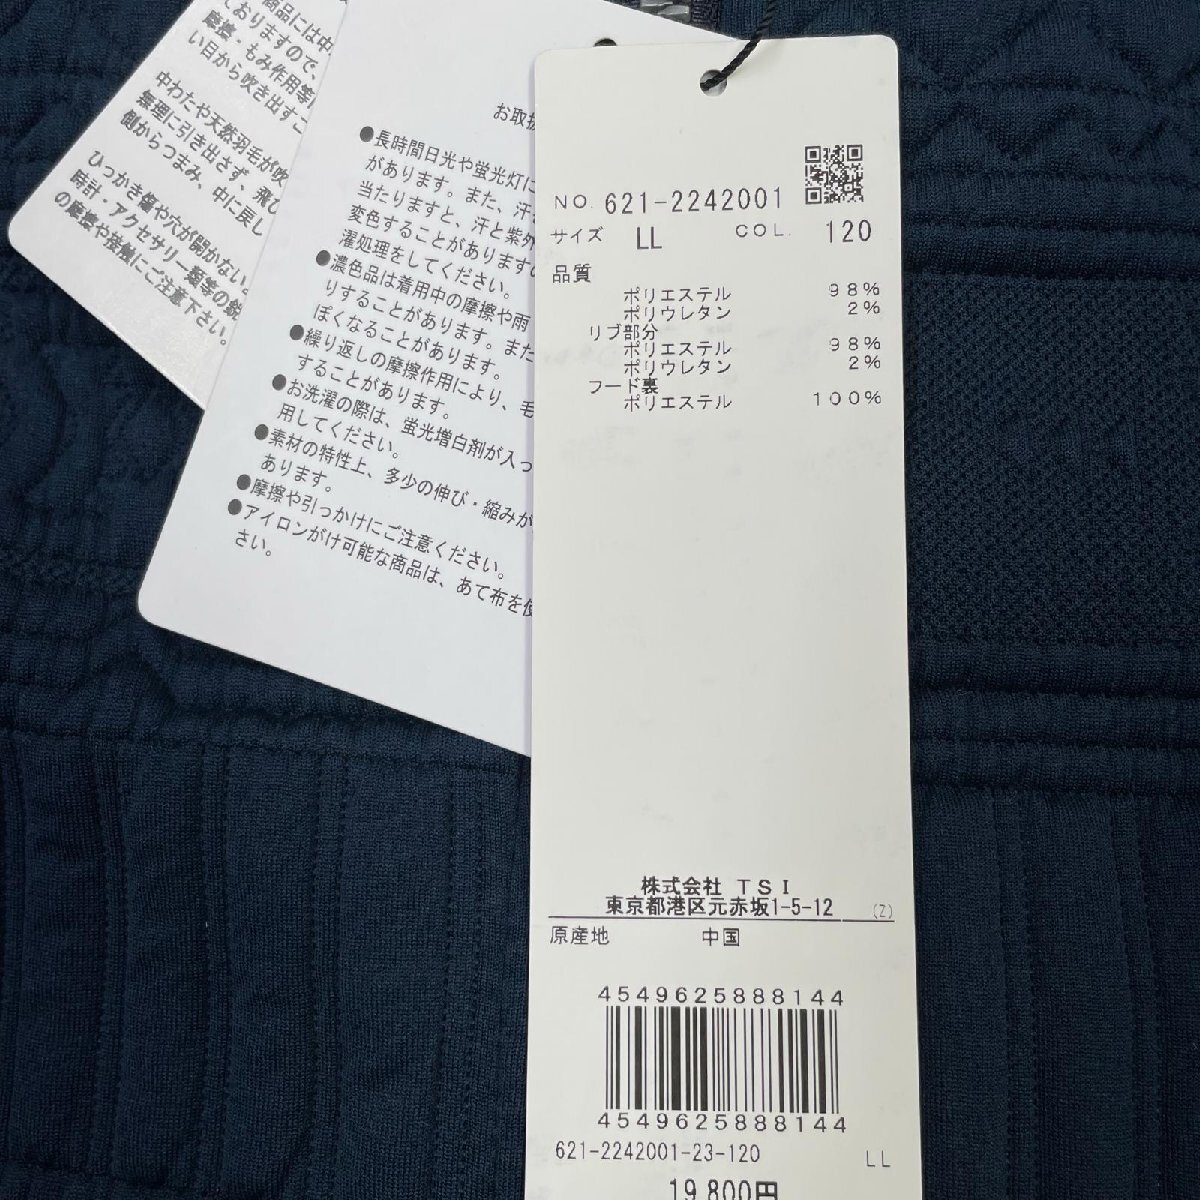 商品には中
ておりますので、
摩擦・もみ作用等
い目から吹き出すこ
中わたや天然羽毛が吹
無理に引き出さず、飛び
側からつまみ、中に戻し
ひっかき傷や穴が開かない
時計・アクセサリー類等の鋭
の摩擦や接触にご注意下さい。
お取扱
●長時間日光や蛍光灯に
があります。また、汗
当たりますと、汗と紫外
変色することがありますの
濯処理をしてください。
●濃色品は着用中の摩擦や雨
りすることがあります。また
ぽくなることがあります。
●繰り返しの摩擦作用により、毛
することがあります。
●お洗濯の際は、蛍光増白剤が入っ
用してください。
●素材の特性上、多少の伸び・縮みが
あります。
●摩擦や引っかけにご注意ください。
●アイロンがけ可能な商品は、あて布を使
さい。
NO. 621-2242001
サイズ LL COL. 120
品質
ポリエステル 98%
ポリウレタン 2%
リブ部分
ポリエステル 98%
ポリウレタン 2%
フード裏
ポリエステル 100%
株式会社 TSI
東京都港区元赤坂1-5-12 (Z)
原産地 中国
4549625888144
4549625888144
621-2242001-23-120 LL
19,800円